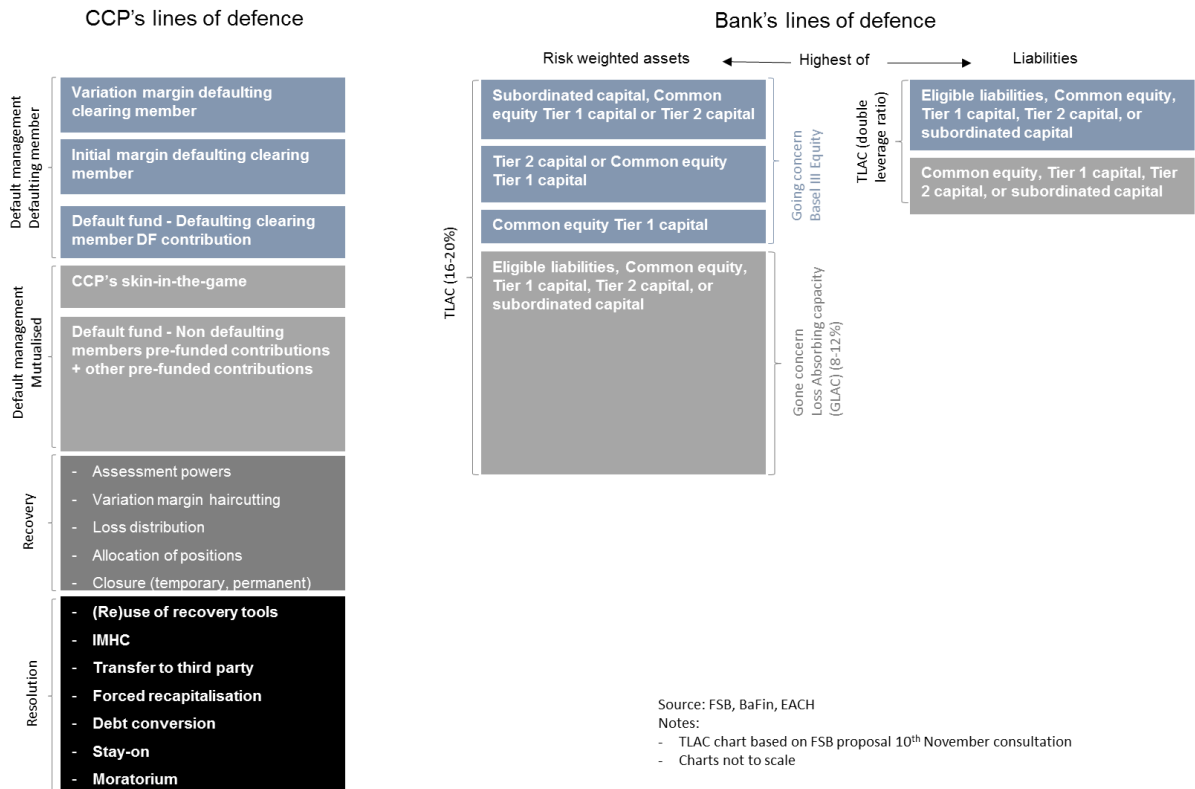 CCP's lines of defence
Default management
Defaulting member
Variation margin defaulting
clearing member
Initial margin defaulting clearing
member
Default fund - Defaulting clearing
member DF contribution
Default management
Mutualised
CCP's skin-in-the-game
Default fund - Non defaulting
members pre-funded contributions
+ other pre-funded contributions
Recovery
- Assessment powers
- Variation margin haircutting
- Loss distribution
- Allocation of positions
- Closure (temporary, permanent)
Resolution
- (Re)use of recovery tools
- IMHC
- Transfer to third party
- Forced recapitalisation
- Debt conversion
- Stay-on
- Moratorium
Bank's lines of defence
Risk weighted assets
Highest of
Liabilities
TLAC (16-20%)
Subordinated capital, Common
equity Tier 1 capital or Tier 2 capital
Tier 2 capital or Common equity
Tier 1 capital
Common equity Tier 1 capital
Eligible liabilities, Common equity,
Tier 1 capital, Tier 2 capital, or
subordinated capital
Going concern
Basel III Equity
Gone concern
Loss Absorbing capacity
(GLAC) (8-12%)
TLAC (double
leverage ratio)
Eligible liabilities, Common equity,
Tier 1 capital, Tier 2 capital, or
subordinated capital
Common equity, Tier 1 capital, Tier
2 capital, or subordinated capital
Source: FSB, BaFin, EACH
Notes:
- TLAC chart based on FSB proposal 10th November consultation
- Charts not to scale